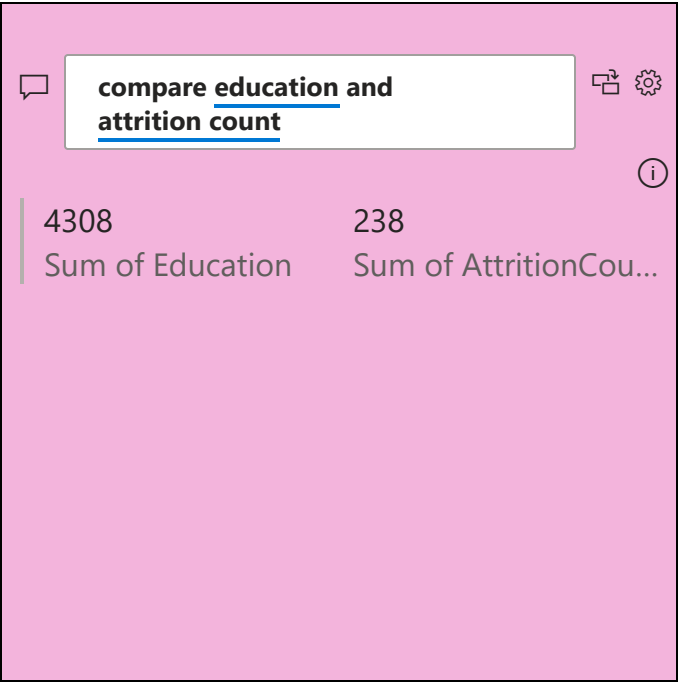 compare education and
attrition count
4308
238
Sum of Education
Sum of AttritionCou...